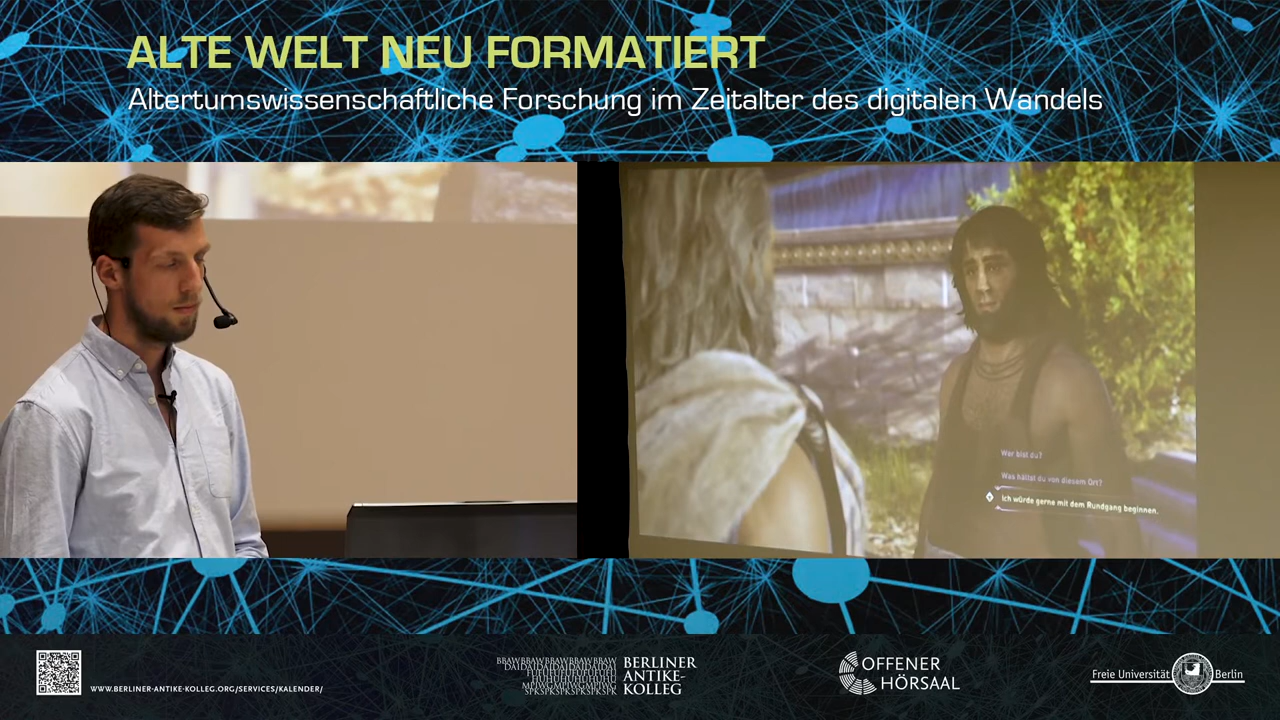 ALTE WELT NEU FORMATIERT
Altertumswissenschaftliche Forschung im Zeitalter des digitalen Wandels
Wer bist du?
Was hältst du von diesem Ort?
Ich würde gerne mit dem Rundgang beginnen.
WWW.BERLINER-ANTIKE-KOLLEG.ORG/SERVICES/KALENDER/
BERLINER
ANTIKE-
KOLLEG
OFFENER
HÖRSAAL
Freie Universität Berlin